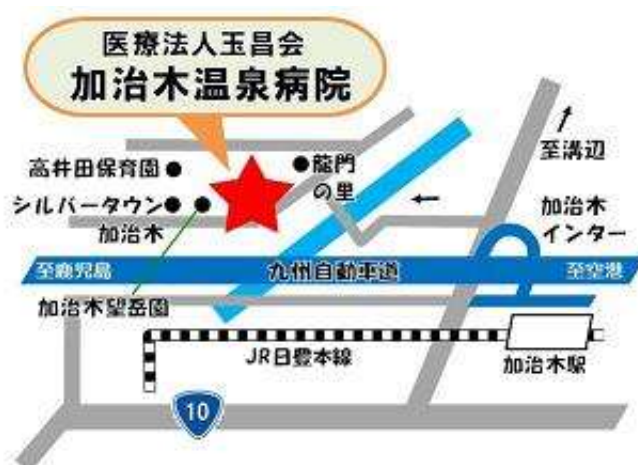 医療法人玉昌会
加治木温泉病院
高井田保育園
龍門
の里
至溝辺
シルバータウン
加治木
加治木
インター
至鹿児島
九州自動車道
至空港
加治木望岳園
JR日豊本線
加治木駅
10